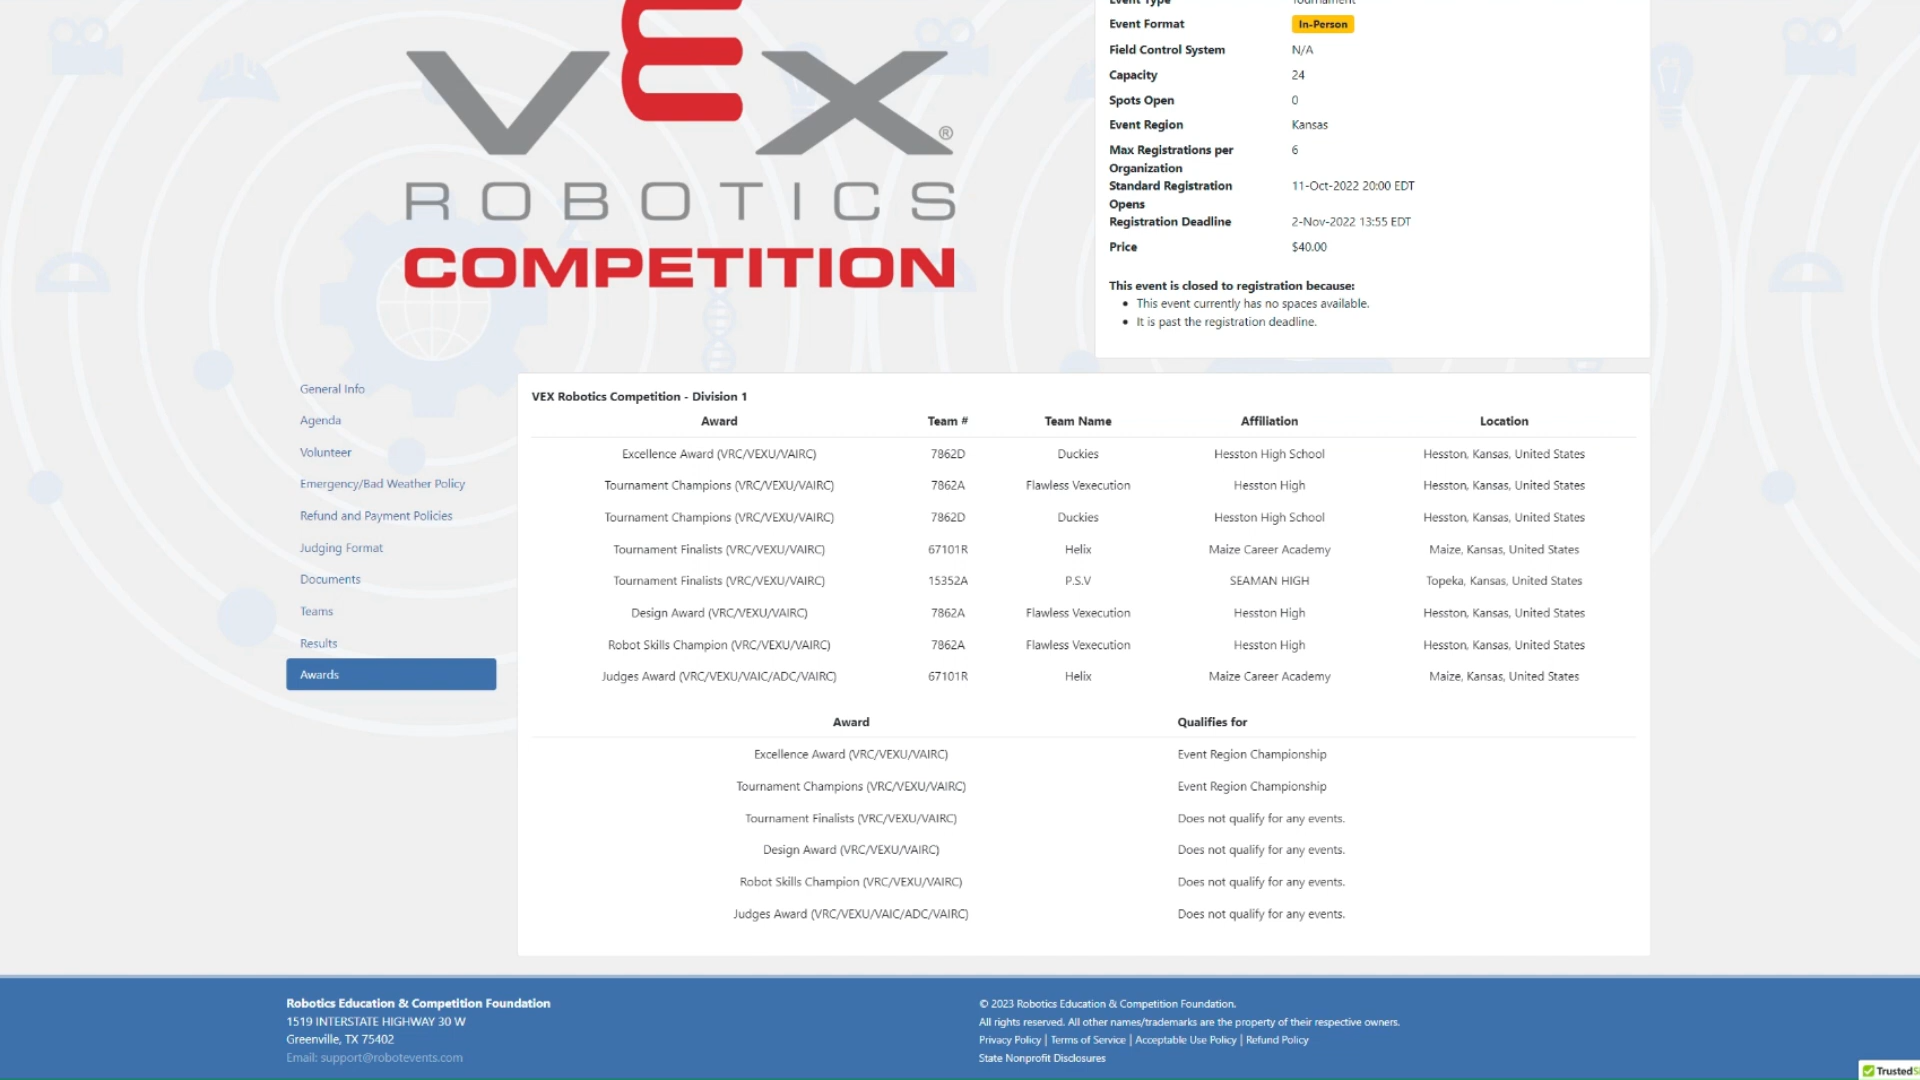 VEX®
ROBOTICS
COMPETITION
Event Type Tournament
Event Format In-Person
Field Control System N/A
Capacity 24
Spots Open 0
Event Region Kansas
Max Registrations per Organization 6
Standard Registration Opens 11-Oct-2022 20:00 EDT
Registration Deadline 2-Nov-2022 13:55 EDT
Price $40.00
This event is closed to registration because:
This event currently has no spaces available.
It is past the registration deadline.
General Info
Agenda
Volunteer
Emergency/Bad Weather Policy
Refund and Payment Policies
Judging Format
Documents
Teams
Results
Awards
VEX Robotics Competition - Division 1
Award Team # Team Name Affiliation Location
Excellence Award (VRC/VEXU/VAIRC) 7862D Duckies Hesston High School Hesston, Kansas, United States
Tournament Champions (VRC/VEXU/VAIRC) 7862A Flawless Vexecution Hesston High Hesston, Kansas, United States
Tournament Champions (VRC/VEXU/VAIRC) 7862D Duckies Hesston High School Hesston, Kansas, United States
Tournament Finalists (VRC/VEXU/VAIRC) 67101R Helix Maize Career Academy Maize, Kansas, United States
Tournament Finalists (VRC/VEXU/VAIRC) 15352A P.S.V SEAMAN HIGH Topeka, Kansas, United States
Design Award (VRC/VEXU/VAIRC) 7862A Flawless Vexecution Hesston High Hesston, Kansas, United States
Robot Skills Champion (VRC/VEXU/VAIRC) 7862A Flawless Vexecution Hesston High Hesston, Kansas, United States
Judges Award (VRC/VEXU/VAIC/ADC/VAIRC) 67101R Helix Maize Career Academy Maize, Kansas, United States
Award Qualifies for
Excellence Award (VRC/VEXU/VAIRC) Event Region Championship
Tournament Champions (VRC/VEXU/VAIRC) Event Region Championship
Tournament Finalists (VRC/VEXU/VAIRC) Does not qualify for any events.
Design Award (VRC/VEXU/VAIRC) Does not qualify for any events.
Robot Skills Champion (VRC/VEXU/VAIRC) Does not qualify for any events.
Judges Award (VRC/VEXU/VAIC/ADC/VAIRC) Does not qualify for any events.
Robotics Education & Competition Foundation
1519 INTERSTATE HIGHWAY 30 W
Greenville, TX 75402
Email: support@robotevents.com
© 2023 Robotics Education & Competition Foundation.
All rights reserved. All other names/trademarks are the property of their respective owners.
Privacy Policy | Terms of Service | Acceptable Use Policy | Refund Policy
State Nonprofit Disclosures
TrustedS